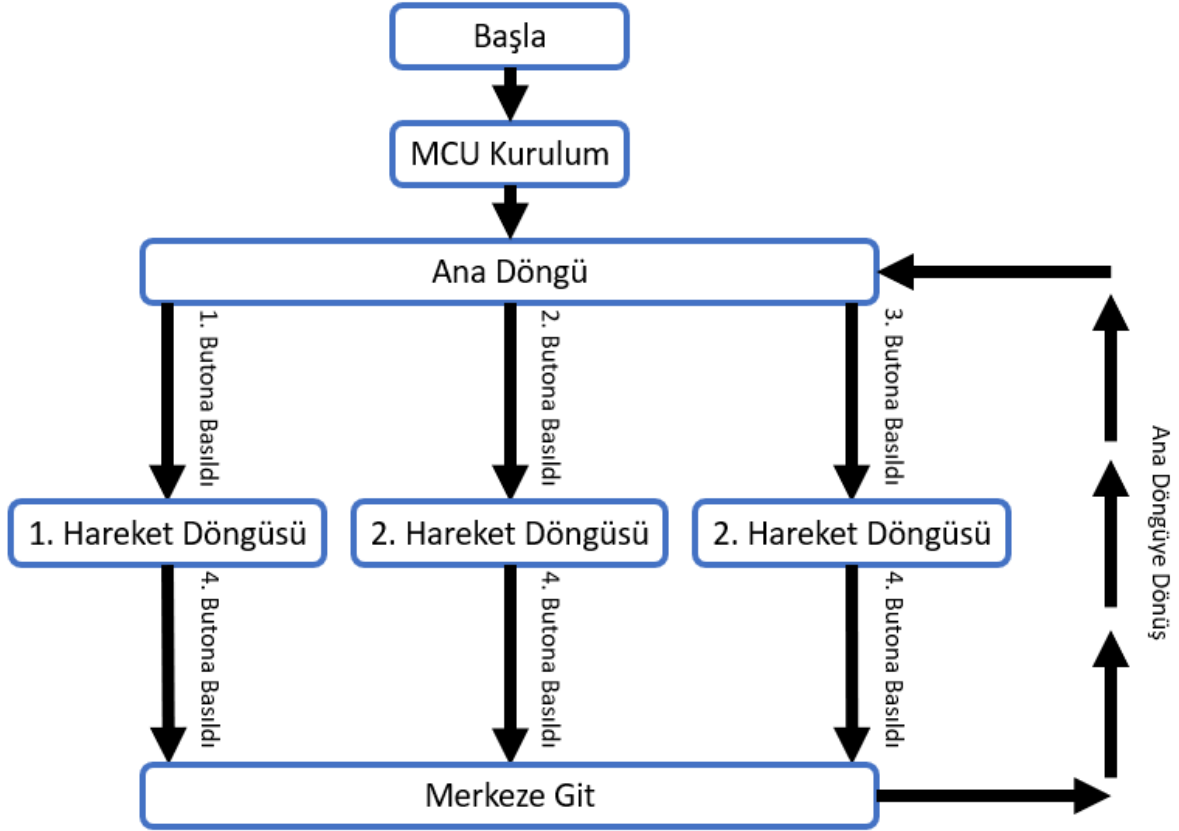 Başla
MCU Kurulum
Ana Döngü
1. Butona Basıldı
2. Butona Basıldı
3. Butona Basıldı
1. Hareket Döngüsü
2. Hareket Döngüsü
2. Hareket Döngüsü
4. Butona Basıldı
4. Butona Basıldı
4. Butona Basıldı
Merkeze Git
Ana Döngüye Dönüş